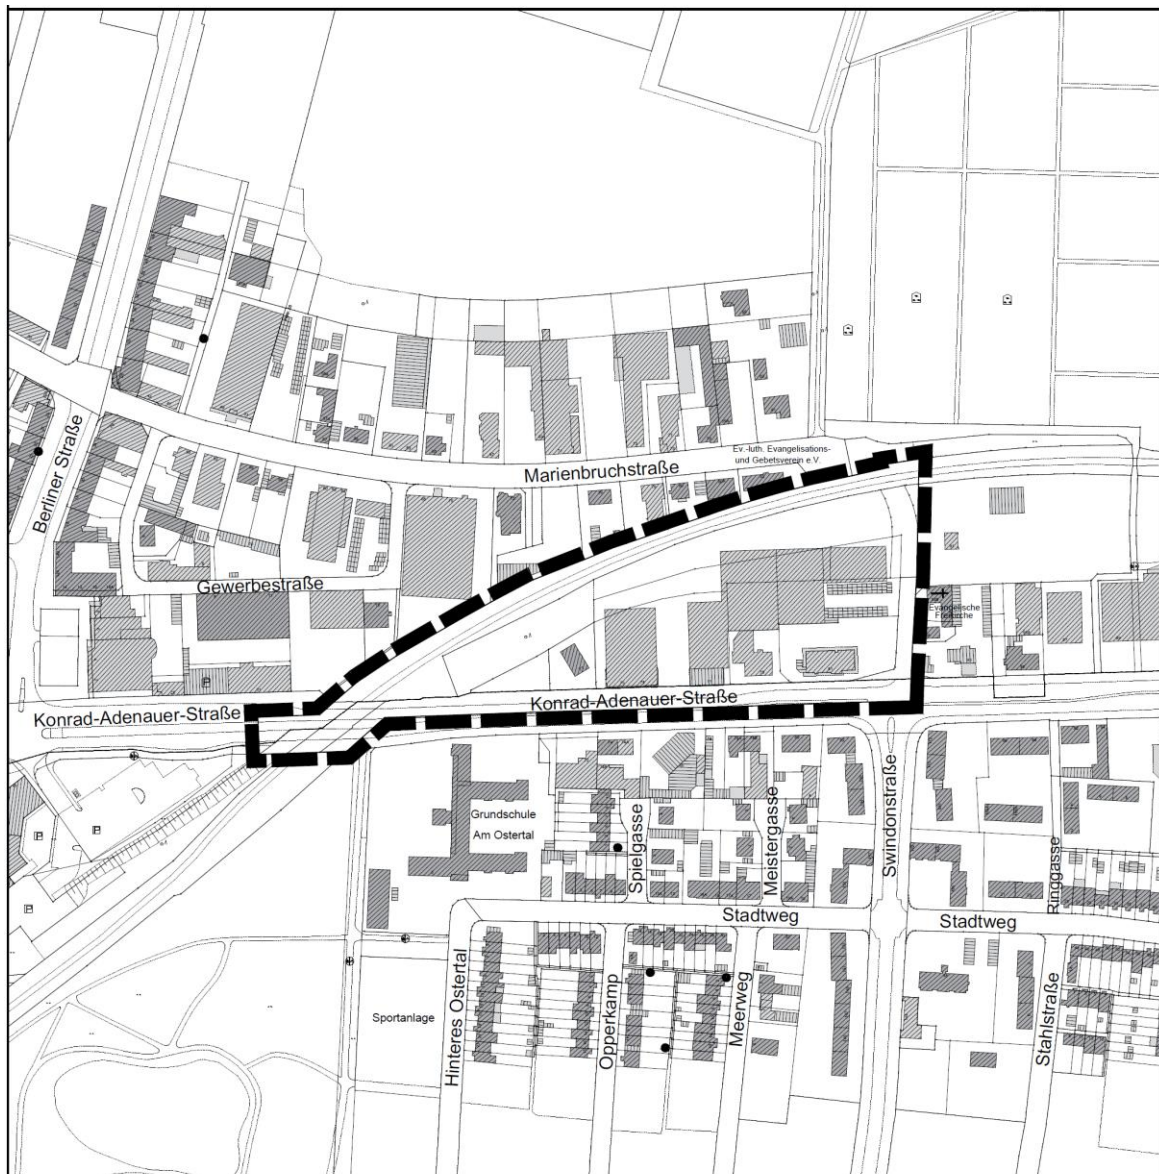 Berliner Straße
Marienbruchstraße
Ev.-luth. Evangelisations-
und Gebetsverein e.V.
Gewerbestraße
Evangelische
Freikirche
Konrad-Adenauer-Straße
Konrad-Adenauer-Straße
P
P
P
P
Grundschule
Am Ostertal
Spielgasse
Meistergasse
Swindonstraße
Ringgasse
Stadtweg
Stadtweg
Sportanlage
Hinteres Ostertal
Opperkamp
Meerweg
Stahlstraße